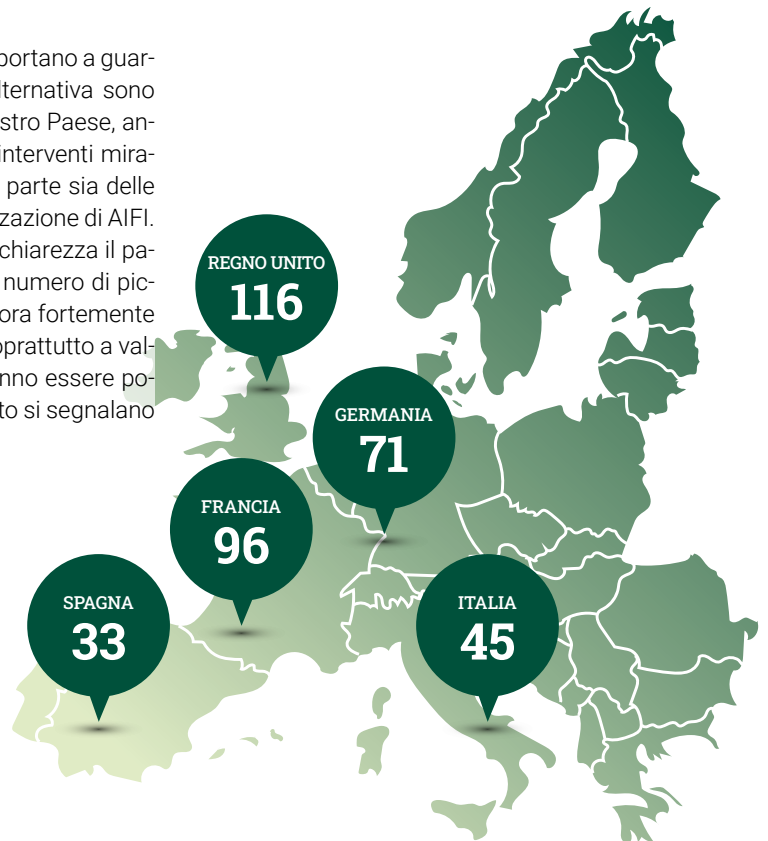 portano a guar-
lternativa sono
stro Paese, an-
interventi mira-
parte sia delle
zazione di AIFI.
chiarezza il pa-
numero di pic-
ora fortemente
oprattutto a val-
nno essere po-
to si segnalano
REGNO UNITO
116
GERMANIA
71
FRANCIA
96
SPAGNA
33
ITALIA
45